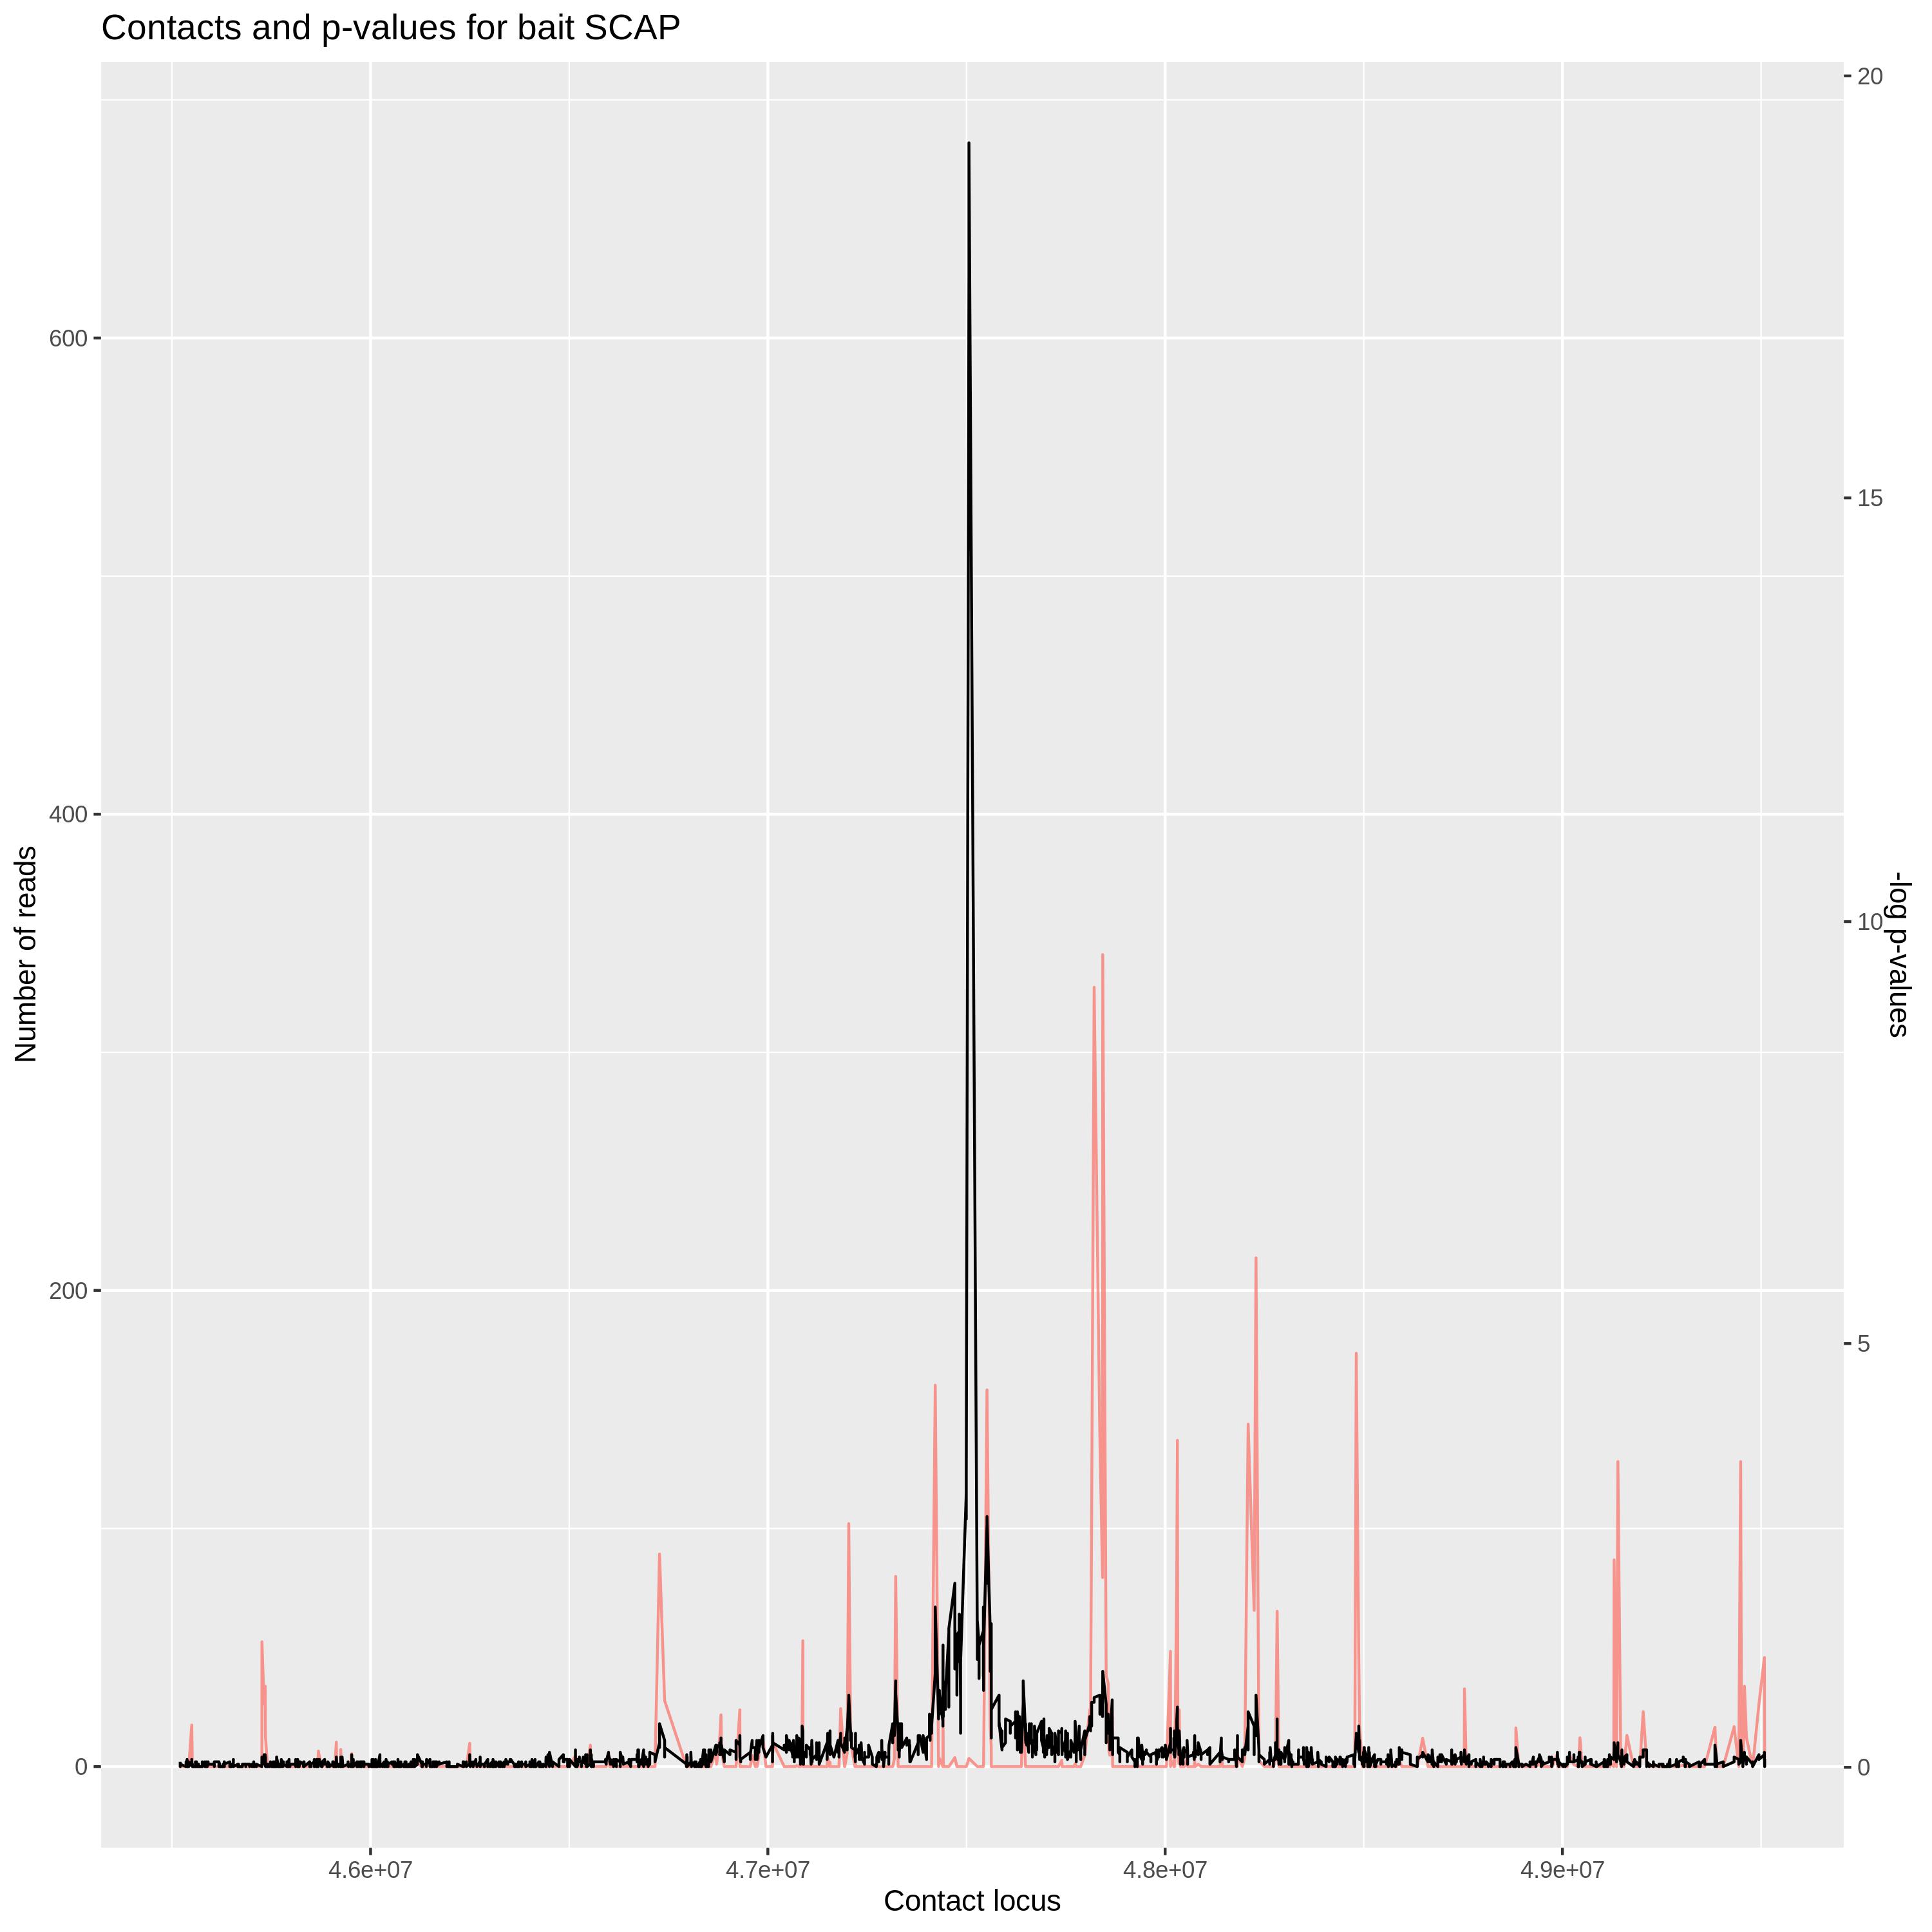 Contacts and p-values for bait SCAP
Number of reads
600
400
200
0
20
15
10
5
0
-log p-values
4.6e+07
4.7e+07
4.8e+07
4.9e+07
Contact locus